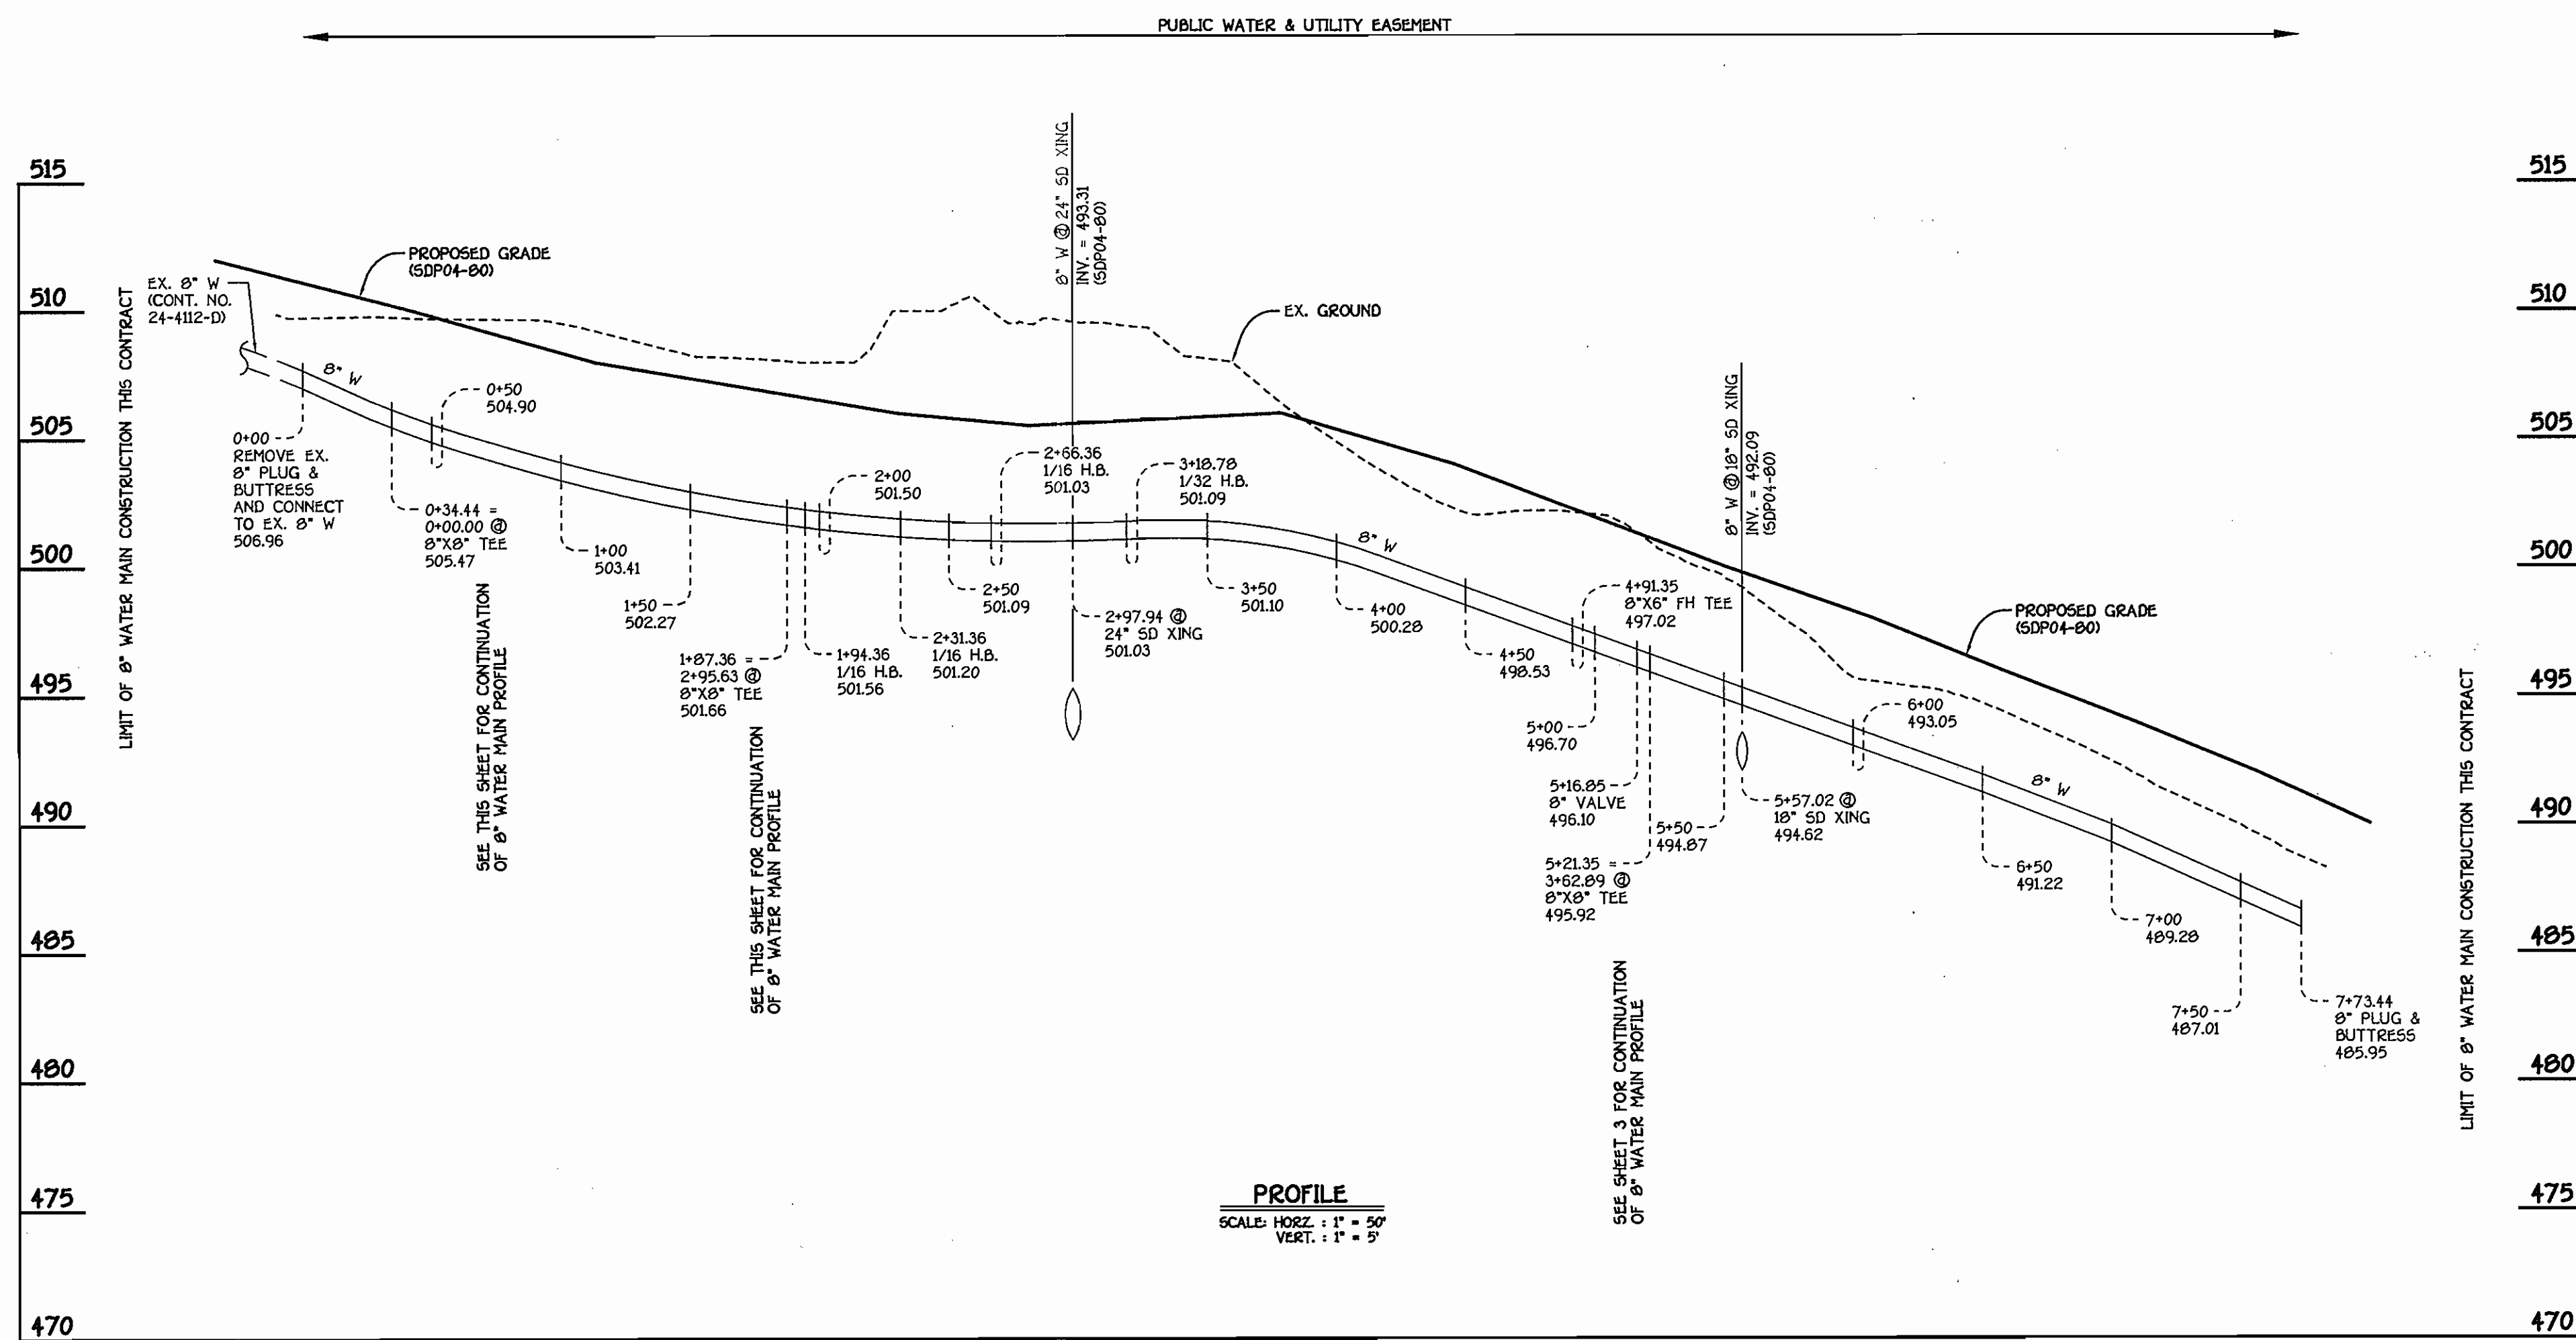 PUBLIC WATER & UTILITY EASEMENT
515
510
505
500
495
490
485
480
475
470
LIMIT OF 8" WATER MAIN CONSTRUCTION THIS CONTRACT
EX. 8" W
(CONT. NO.
24-4112-D)
PROPOSED GRADE
(SDP04-80)
8" W
0+00
REMOVE EX.
8" PLUG &
BUTTRESS
AND CONNECT
TO EX. 8" W
506.96
0+34.44 =
0+00.00 @
8"X8" TEE
505.47
SEE THIS SHEET FOR CONTINUATION
OF 8" WATER MAIN PROFILE
0+50
504.90
1+00
503.41
1+50
502.27
1+87.36 =
2+95.63 @
8"X8" TEE
501.66
SEE THIS SHEET FOR CONTINUATION
OF 8" WATER MAIN PROFILE
1+94.36
1/16 H.B.
501.56
2+00
501.50
2+31.36
1/16 H.B.
501.20
2+50
501.09
2+66.36
1/16 H.B.
501.03
8" W @ 24" SD XING
INV. = 493.31
(SDP04-80)
2+97.94 @
24" SD XING
501.03
3+18.78
1/32 H.B.
501.09
3+50
501.10
EX. GROUND
8" W
4+00
500.28
4+50
498.53
4+91.35
8"X6" FH TEE
497.02
5+00
496.70
5+16.85
8" VALVE
496.10
5+21.35 =
3+62.89 @
8"X8" TEE
495.92
SEE SHEET 3 FOR CONTINUATION
OF 8" WATER MAIN PROFILE
5+50
494.87
8" W @ 18" SD XING
INV. = 492.09
(SDP04-80)
5+57.02 @
18" SD XING
494.62
6+00
493.05
PROPOSED GRADE
(SDP04-80)
8" W
6+50
491.22
7+00
489.28
7+50
487.01
7+73.44
8" PLUG &
BUTTRESS
485.95
LIMIT OF 8" WATER MAIN CONSTRUCTION THIS CONTRACT
515
510
505
500
495
490
485
480
475
470
PROFILE
SCALE: HORZ. : 1" = 50'
VERT. : 1" = 5'